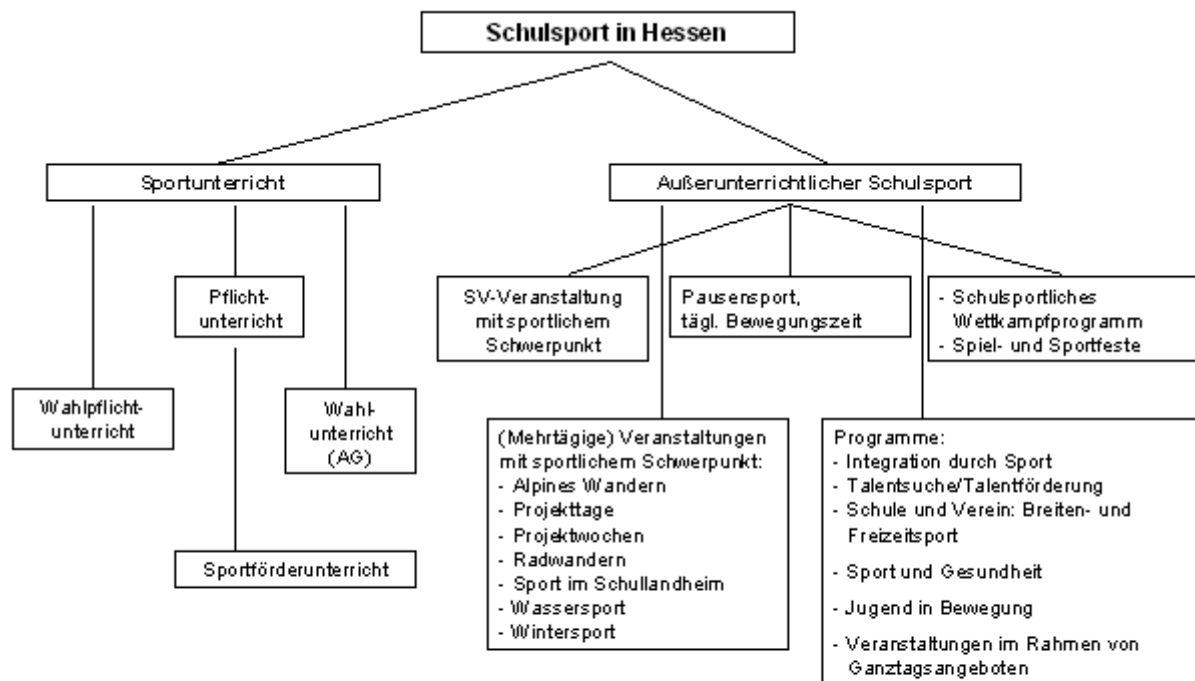 Schulsport in Hessen
Sportunterricht
Außerunterrichtlicher Schulsport
Pflicht-
unterricht
SV-Veranstaltung
mit sportlichem
Schwerpunkt
Pausensport,
tägl. Bewegungszeit
- Schulsportliches
Wettkampfprogramm
- Spiel- und Sportfeste
Wahlpflicht-
unterricht
Wahl-
unterricht
(AG)
Sportförderunterricht
(Mehrtägige) Veranstaltungen
mit sportlichem Schwerpunkt:
- Alpines Wandern
- Projekttage
- Projektwochen
- Radwandern
- Sport im Schullandheim
- Wassersport
- Wintersport
Programme:
- Integration durch Sport
- Talentsuche/Talentförderung
- Schule und Verein: Breiten- und
Freizeitsport
- Sport und Gesundheit
- Jugend in Bewegung
- Veranstaltungen im Rahmen von
Ganztagsangeboten